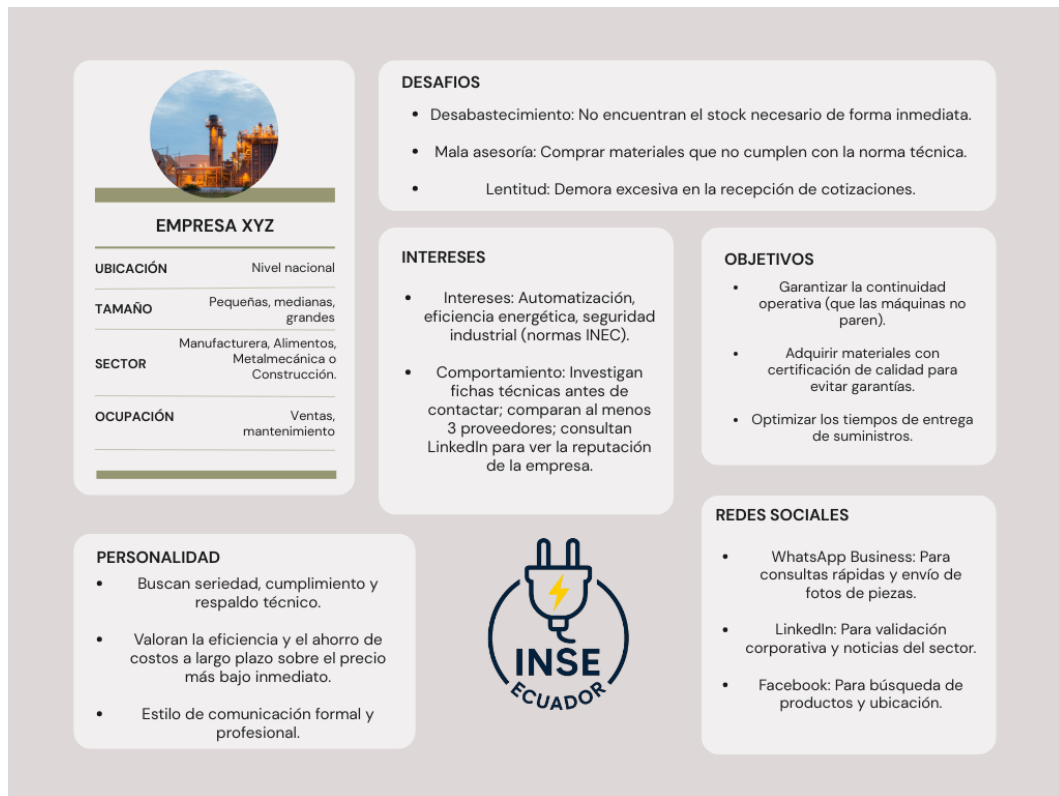 EMPRESA XYZ
UBICACIÓN
Nivel nacional
TAMAÑO
Pequeñas, medianas,
grandes
SECTOR
Manufacturera, Alimentos,
Metalmecánica o
Construcción.
OCUPACIÓN
Ventas,
mantenimiento
DESAFIOS
• Desabastecimiento: No encuentran el stock necesario de forma inmediata.
• Mala asesoría: Comprar materiales que no cumplen con la norma técnica.
• Lentitud: Demora excesiva en la recepción de cotizaciones.
INTERESES
• Intereses: Automatización,
eficiencia energética, seguridad
industrial (normas INEC).
• Comportamiento: Investigan
fichas técnicas antes de
contactar; comparan al menos
3 proveedores; consultan
LinkedIn para ver la reputación
de la empresa.
OBJETIVOS
• Garantizar la continuidad
operativa (que las máquinas no
paren).
• Adquirir materiales con
certificación de calidad para
evitar garantías.
• Optimizar los tiempos de entrega
de suministros.
PERSONALIDAD
• Buscan seriedad, cumplimiento y
respaldo técnico.
• Valoran la eficiencia y el ahorro de
costos a largo plazo sobre el precio
más bajo inmediato.
• Estilo de comunicación formal y
profesional.
INSE
ECUADOR
REDES SOCIALES
• WhatsApp Business: Para
consultas rápidas y envío de
fotos de piezas.
• LinkedIn: Para validación
corporativa y noticias del sector.
• Facebook: Para búsqueda de
productos y ubicación.